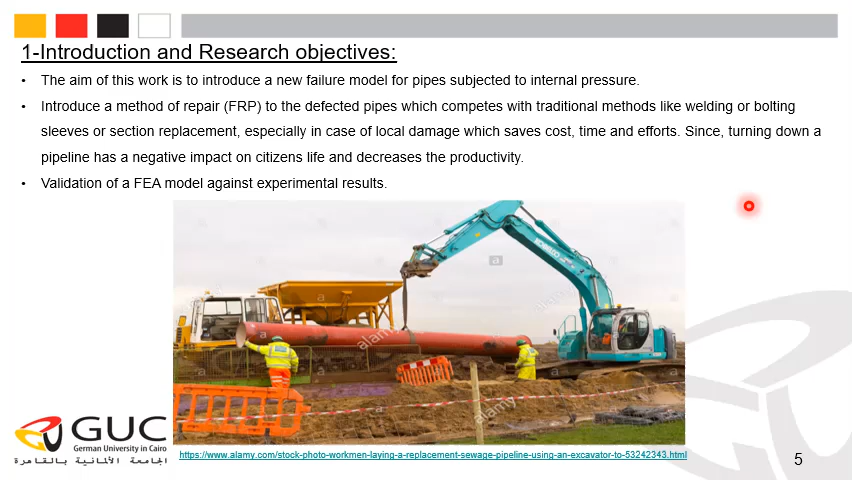 1-Introduction and Research objectives:
• The aim of this work is to introduce a new failure model for pipes subjected to internal pressure.
• Introduce a method of repair (FRP) to the defected pipes which competes with traditional methods like welding or bolting
sleeves or section replacement, especially in case of local damage which saves cost, time and efforts. Since, turning down a
pipeline has a negative impact on citizens life and decreases the productivity.
• Validation of a FEA model against experimental results.
KOBELCO
a
alamy
alamy
GUC
German University in Cairo
الجامعة الألمانية بالقاهرة
https://www.alamy.com/stock-photo-workmen-laying-a-replacement-sewage-pipeline-using-an-excavator-to-53242343.html
5